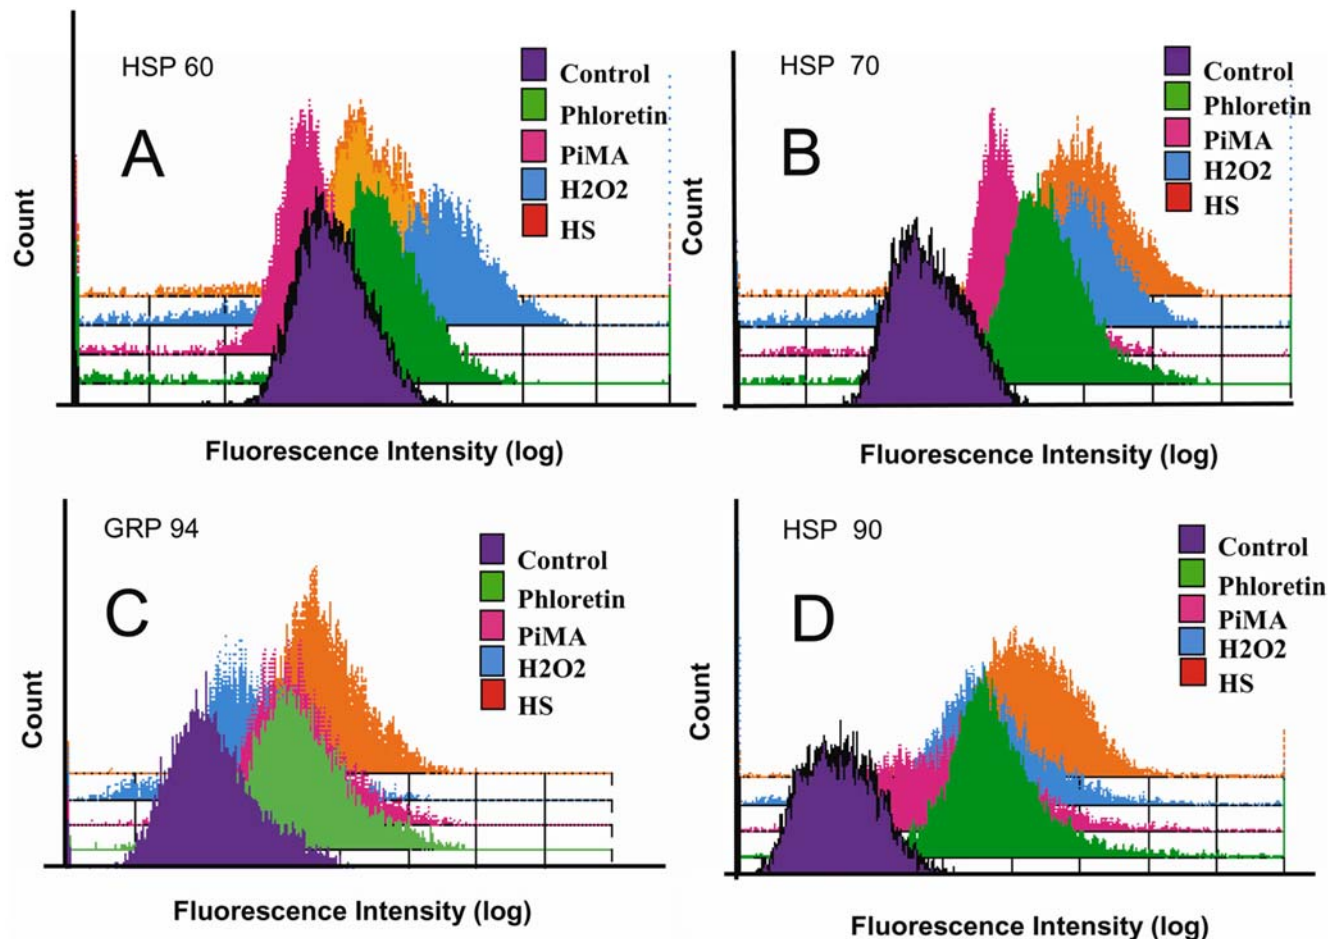 HSP 60
A
Control
Phloretin
PiMA
H2O2
HS
Count
Fluorescence Intensity (log)
HSP 70
B
Control
Phloretin
PiMA
H2O2
HS
Count
Fluorescence Intensity (log)
GRP 94
C
Control
Phloretin
PiMA
H2O2
HS
Count
Fluorescence Intensity (log)
HSP 90
D
Control
Phloretin
PiMA
H2O2
HS
Count
Fluorescence Intensity (log)